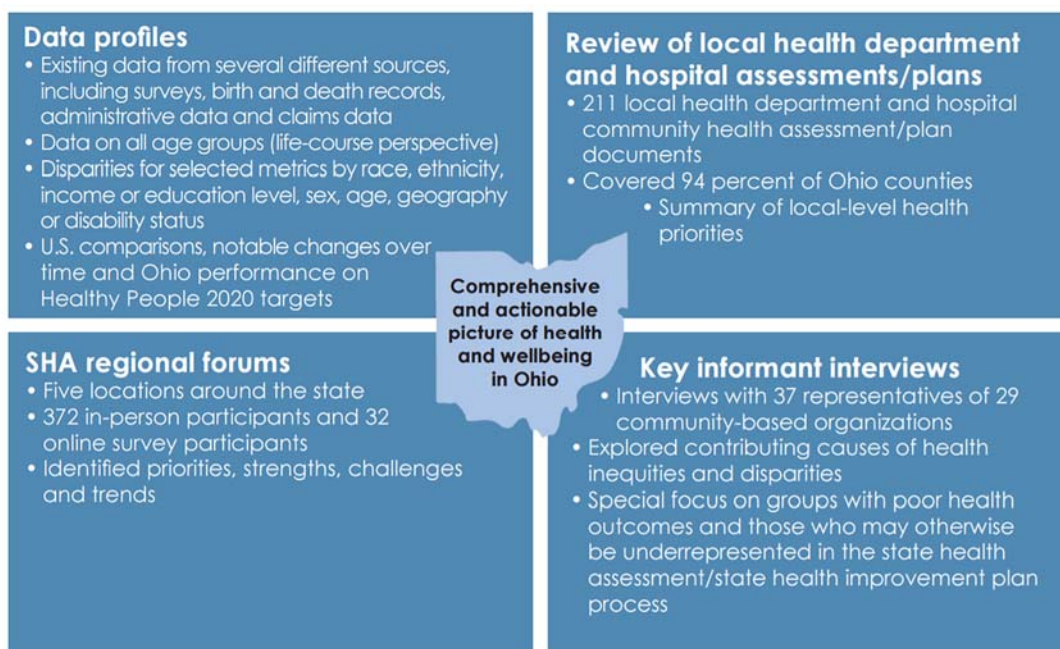 Data profiles
• Existing data from several different sources,
including surveys, birth and death records,
administrative data and claims data
• Data on all age groups (life-course perspective)
• Disparities for selected metrics by race, ethnicity,
income or education level, sex, age, geography
or disability status
• U.S. comparisons, notable changes over
time and Ohio performance on
Healthy People 2020 targets
Review of local health department
and hospital assessments/plans
• 211 local health department and hospital
community health assessment/plan
documents
• Covered 94 percent of Ohio counties
• Summary of local-level health
priorities
Comprehensive
and actionable
picture of health
and wellbeing
in Ohio
SHA regional forums
• Five locations around the state
• 372 in-person participants and 32
online survey participants
• Identified priorities, strengths, challenges
and trends
Key informant interviews
• Interviews with 37 representatives of 29
community-based organizations
• Explored contributing causes of health
inequities and disparities
• Special focus on groups with poor health
outcomes and those who may otherwise
be underrepresented in the state health
assessment/state health improvement plan
process